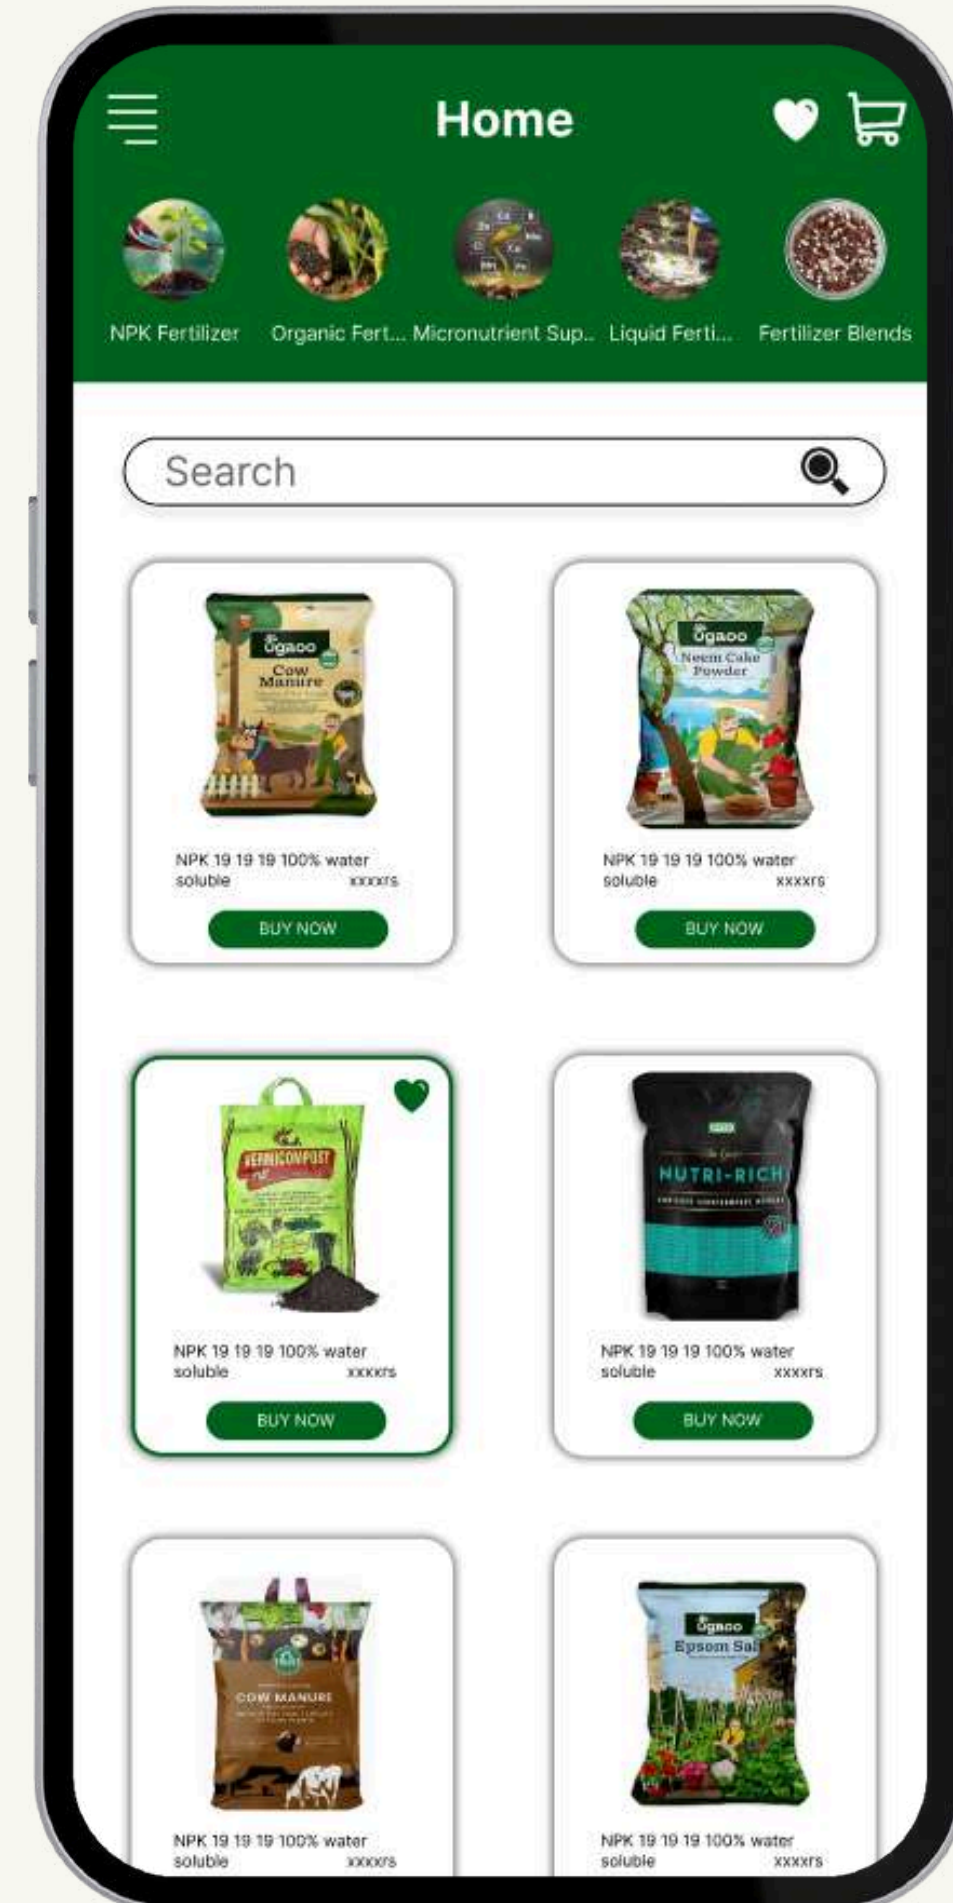 Home
NPK Fertilizer
Organic Fert...
Micronutrient Sup..
Liquid Ferti...
Fertilizer Blends
Search
ugaoo
Cow
Manure
ugaoo
Neem Cake
Powder
NPK 19 19 19 100% water
soluble xxxxrs
BUY NOW
NPK 19 19 19 100% water
soluble xxxxrs
BUY NOW
VERMICOMPOST
NUTRI-RICH
NPK 19 19 19 100% water
soluble xxxxrs
BUY NOW
NPK 19 19 19 100% water
soluble xxxxrs
BUY NOW
COW MANURE
ugaoo
Epsom Salt
NPK 19 19 19 100% water
soluble xxxxrs
NPK 19 19 19 100% water
soluble xxxxrs